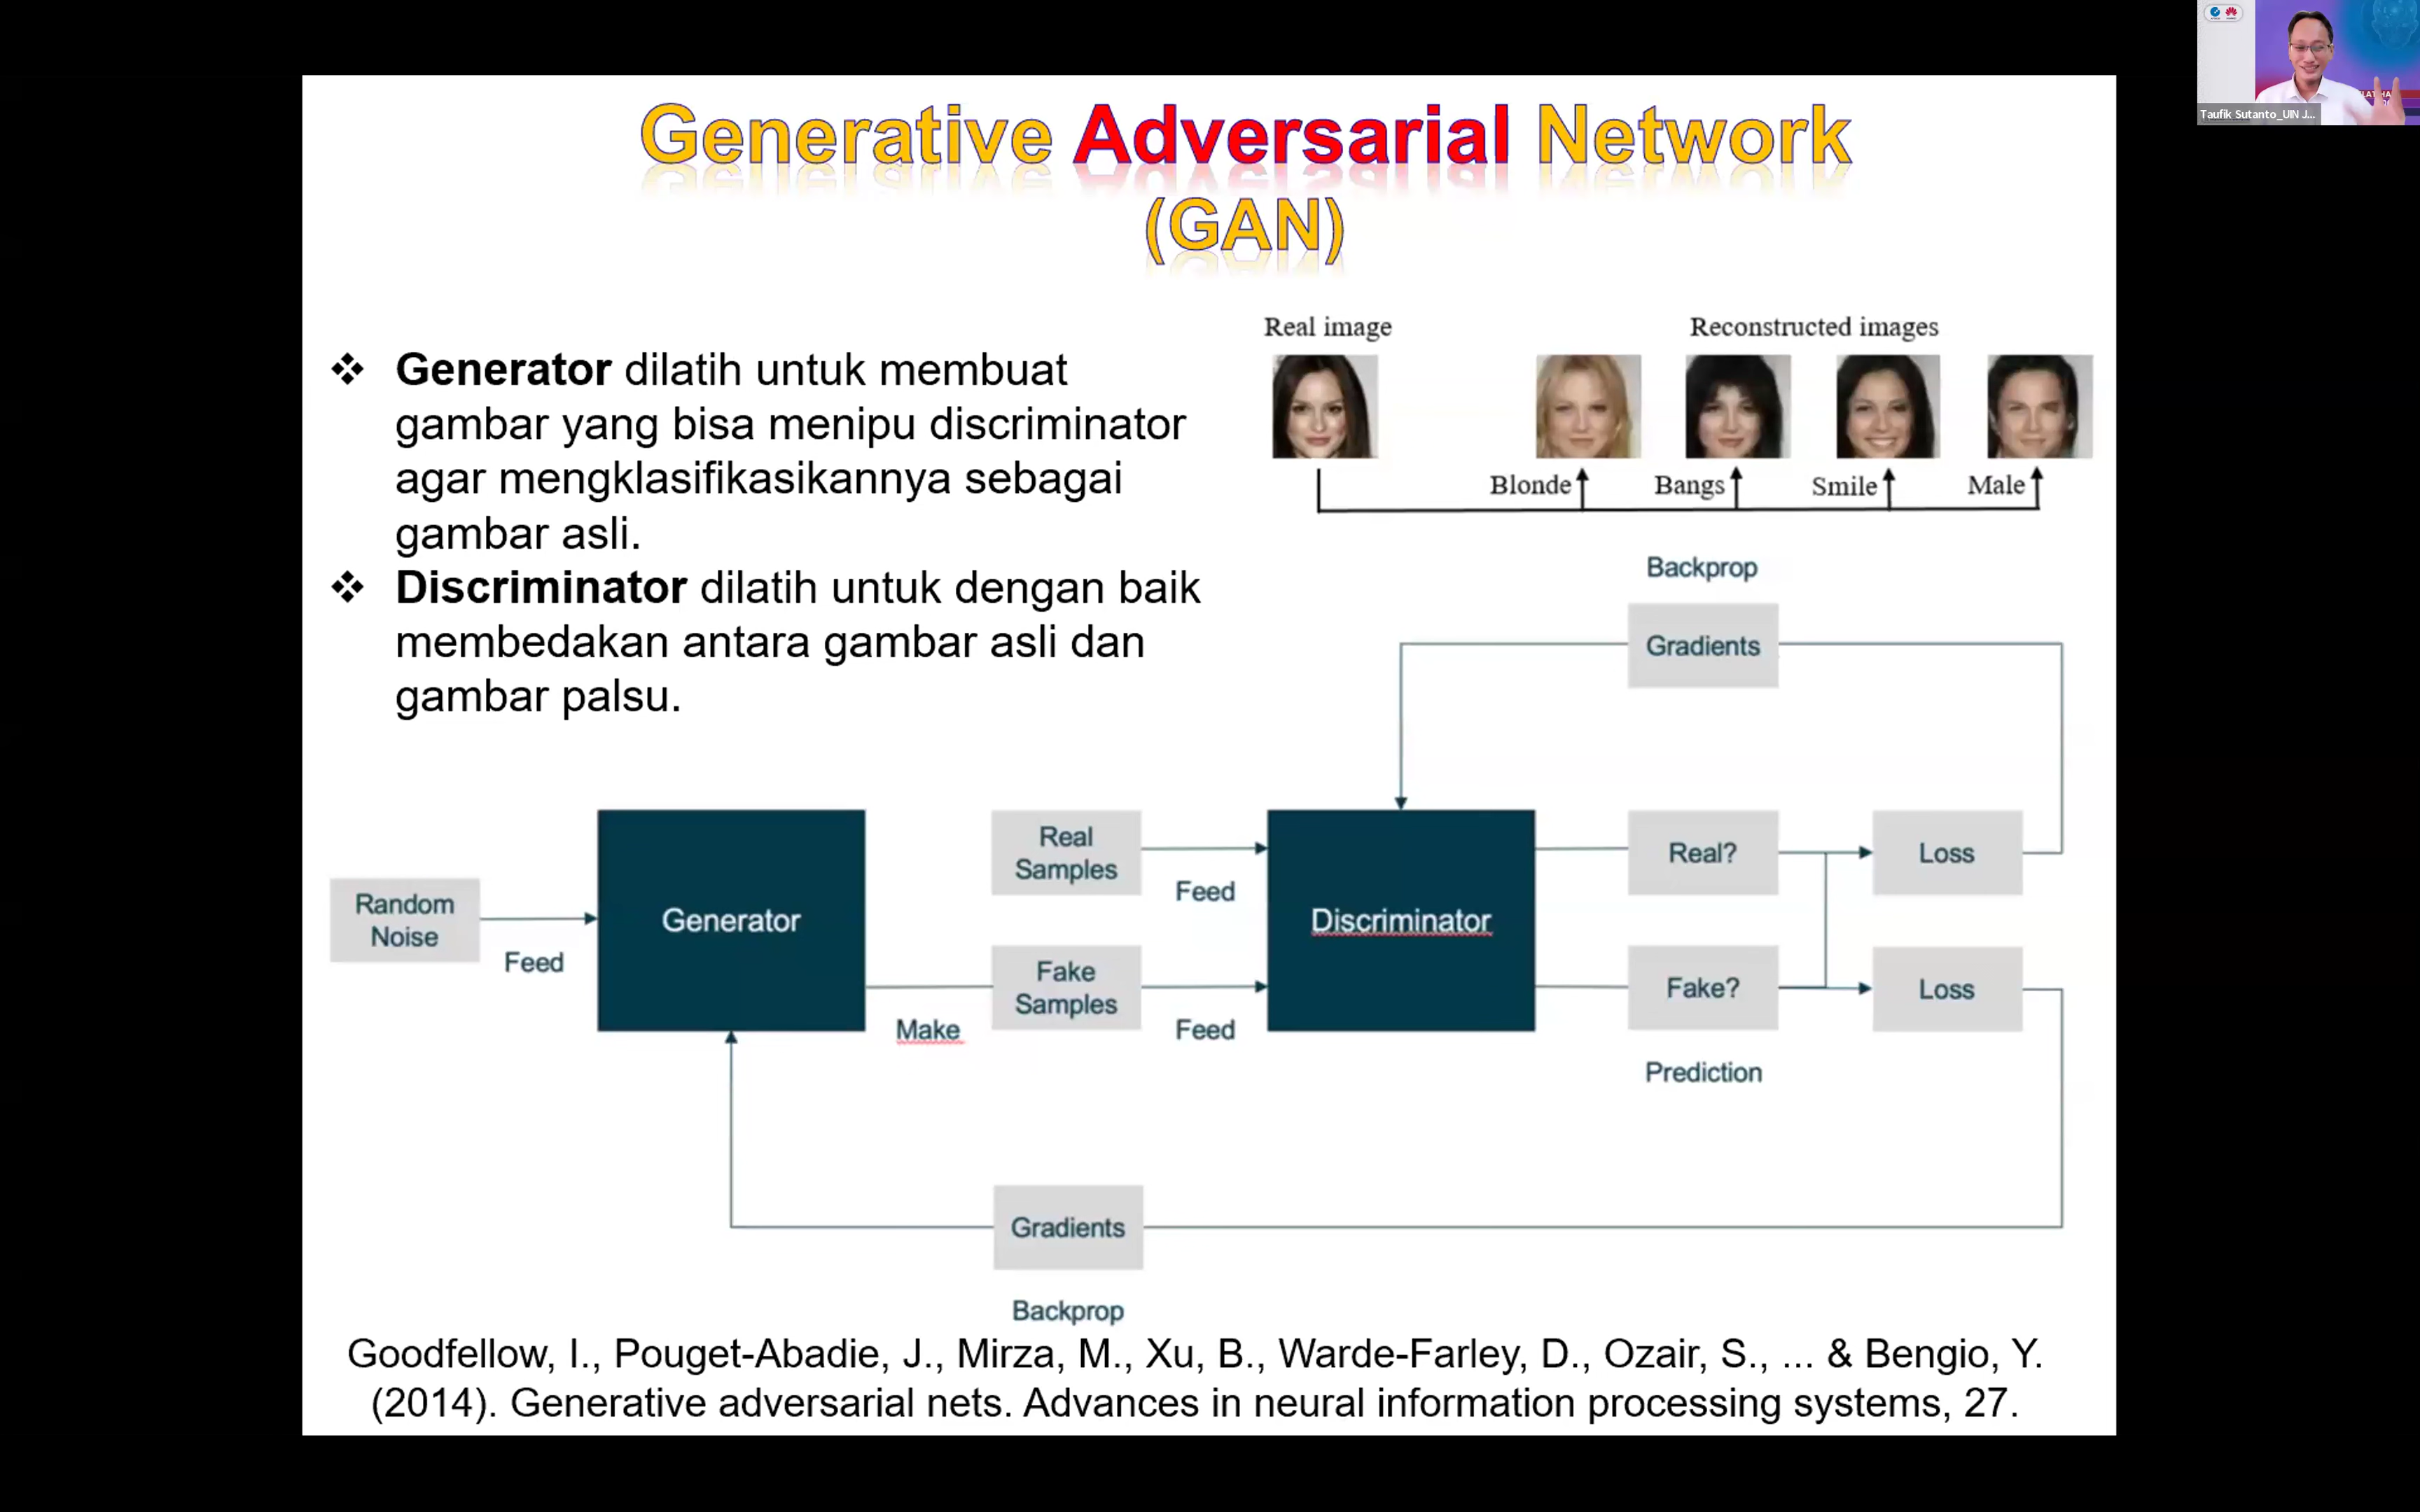 Generative Adversarial Network
(GAN)
Taufik Sutanto_UIN J...
❖ Generator dilatih untuk membuat
gambar yang bisa menipu discriminator
agar mengklasifikasikannya sebagai
gambar asli.
❖ Discriminator dilatih untuk dengan baik
membedakan antara gambar asli dan
gambar palsu.
Real image
Reconstructed images
Blonde
Bangs
Smile
Male
Backprop
Gradients
Random
Noise
Feed
Generator
Make
Real
Samples
Feed
Fake
Samples
Feed
Discriminator
Real?
Fake?
Prediction
Loss
Loss
Gradients
Backprop
Goodfellow, I., Pouget-Abadie, J., Mirza, M., Xu, B., Warde-Farley, D., Ozair, S., ... & Bengio, Y.
(2014). Generative adversarial nets. Advances in neural information processing systems, 27.